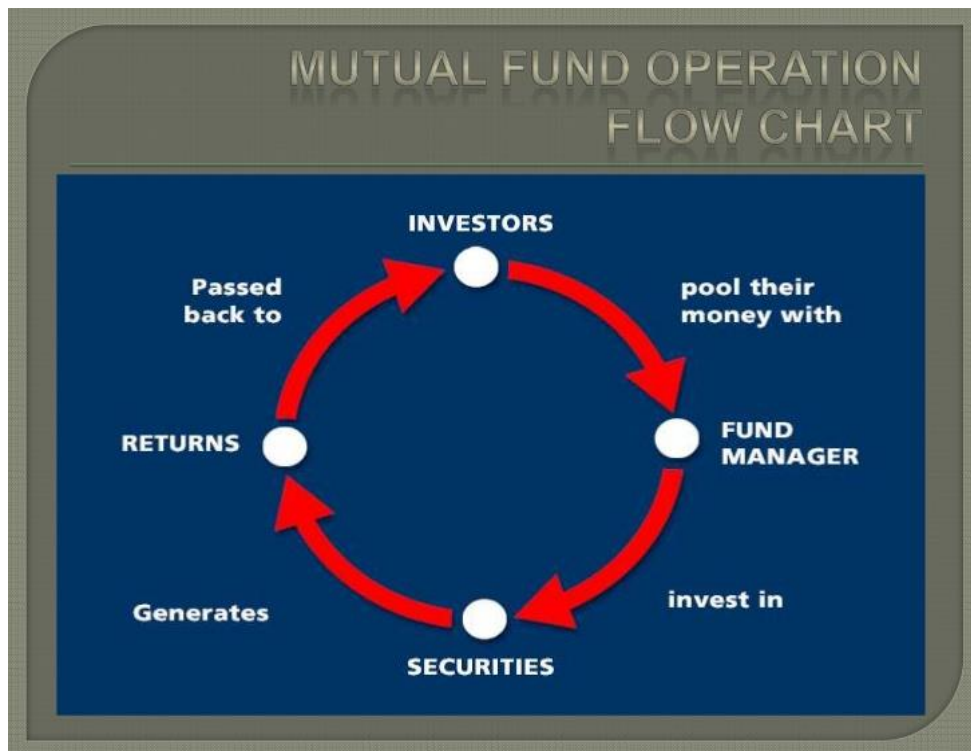 MUTUAL FUND OPERATION
FLOW CHART
INVESTORS
pool their
money with
FUND
MANAGER
invest in
SECURITIES
Generates
RETURNS
Passed
back to